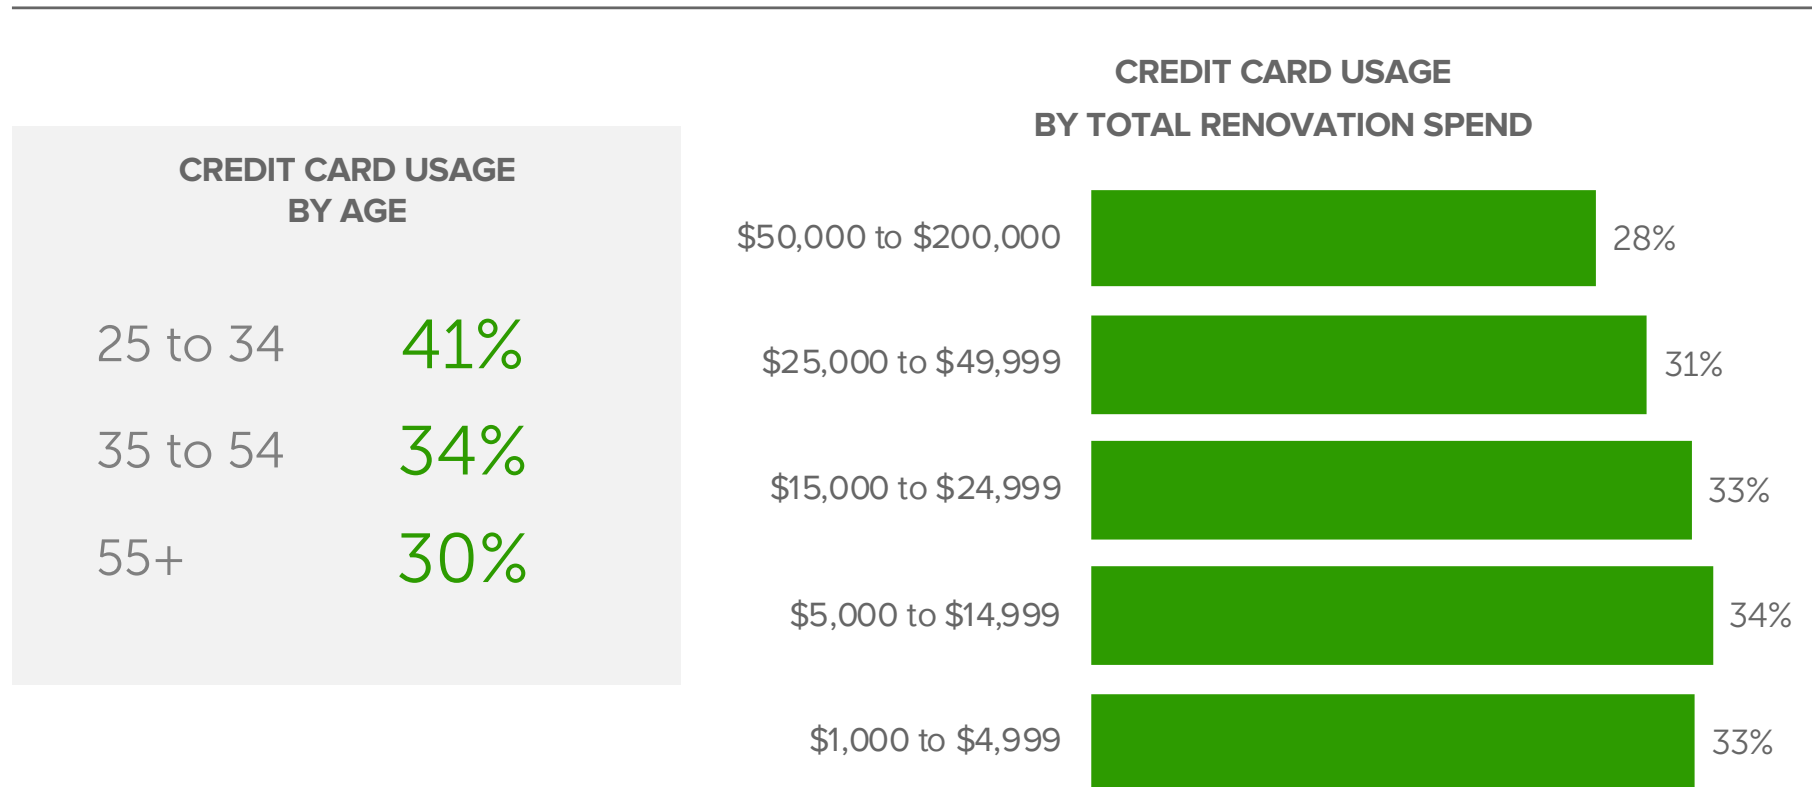 CREDIT CARD USAGE
BY AGE
25 to 34 41%
35 to 54 34%
55+ 30%
CREDIT CARD USAGE
BY TOTAL RENOVATION SPEND
$50,000 to $200,000 28%
$25,000 to $49,999 31%
$15,000 to $24,999 33%
$5,000 to $14,999 34%
$1,000 to $4,999 33%